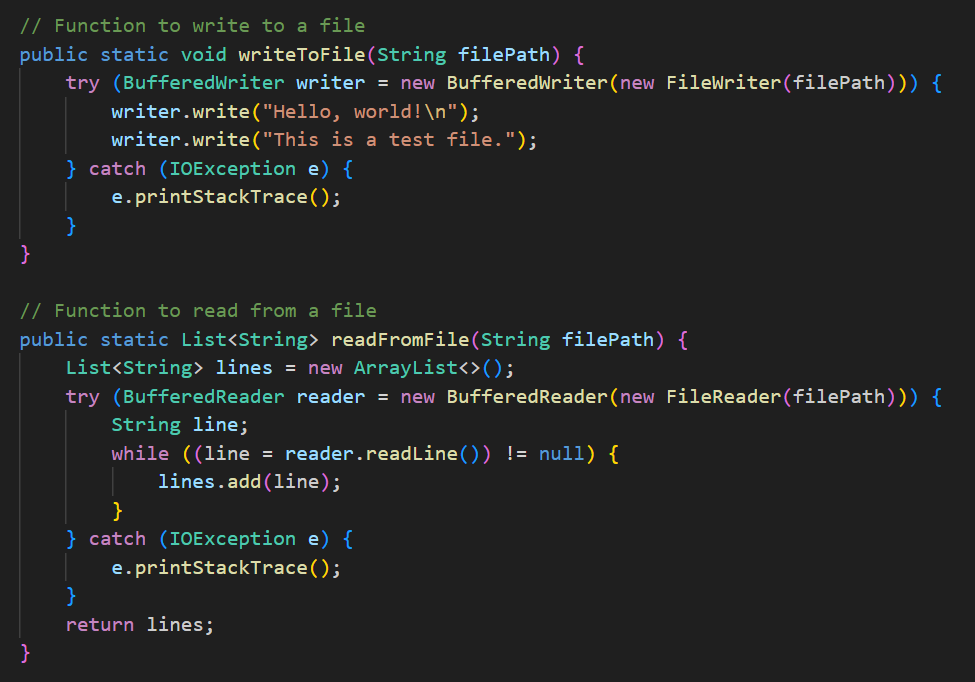 // Function to write to a file
public static void writeToFile(String filePath) {
    try (BufferedWriter writer = new BufferedWriter(new FileWriter(filePath))) {
        writer.write("Hello, world!\n");
        writer.write("This is a test file.");
    } catch (IOException e) {
        e.printStackTrace();
    }
}

// Function to read from a file
public static List<String> readFromFile(String filePath) {
    List<String> lines = new ArrayList<>();
    try (BufferedReader reader = new BufferedReader(new FileReader(filePath))) {
        String line;
        while ((line = reader.readLine()) != null) {
            lines.add(line);
        }
    } catch (IOException e) {
        e.printStackTrace();
    }
    return lines;
}